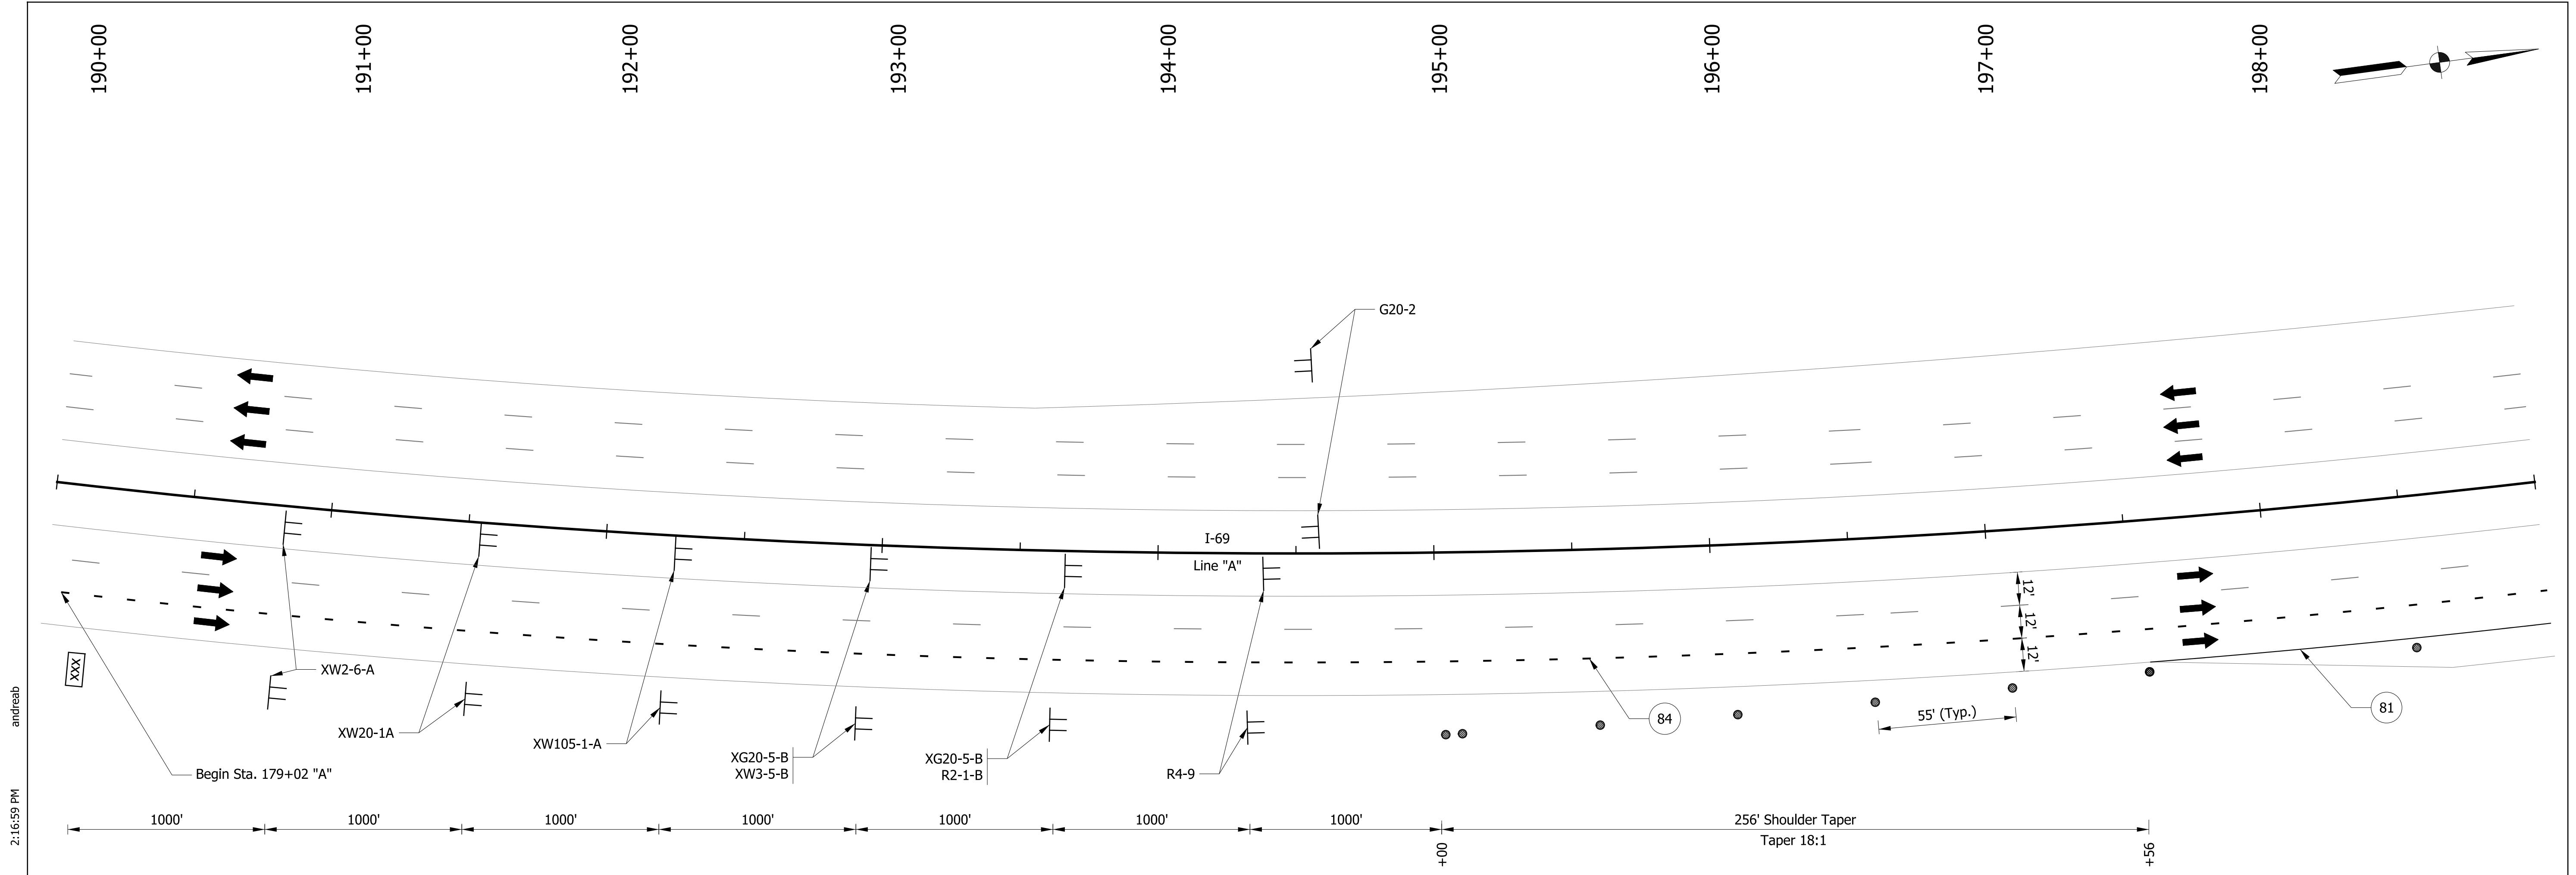 190+00
191+00
192+00
193+00
194+00
195+00
196+00
197+00
198+00
G20-2
I-69
Line "A"
12'
12'
12'
XXX
XW2-6-A
XW20-1A
XW105-1-A
XG20-5-B
XW3-5-B
XG20-5-B
R2-1-B
R4-9
84
55' (Typ.)
81
Begin Sta. 179+02 "A"
1000'
1000'
1000'
1000'
1000'
1000'
1000'
256' Shoulder Taper
Taper 18:1
+00
+56
2:16:59 PM andreab